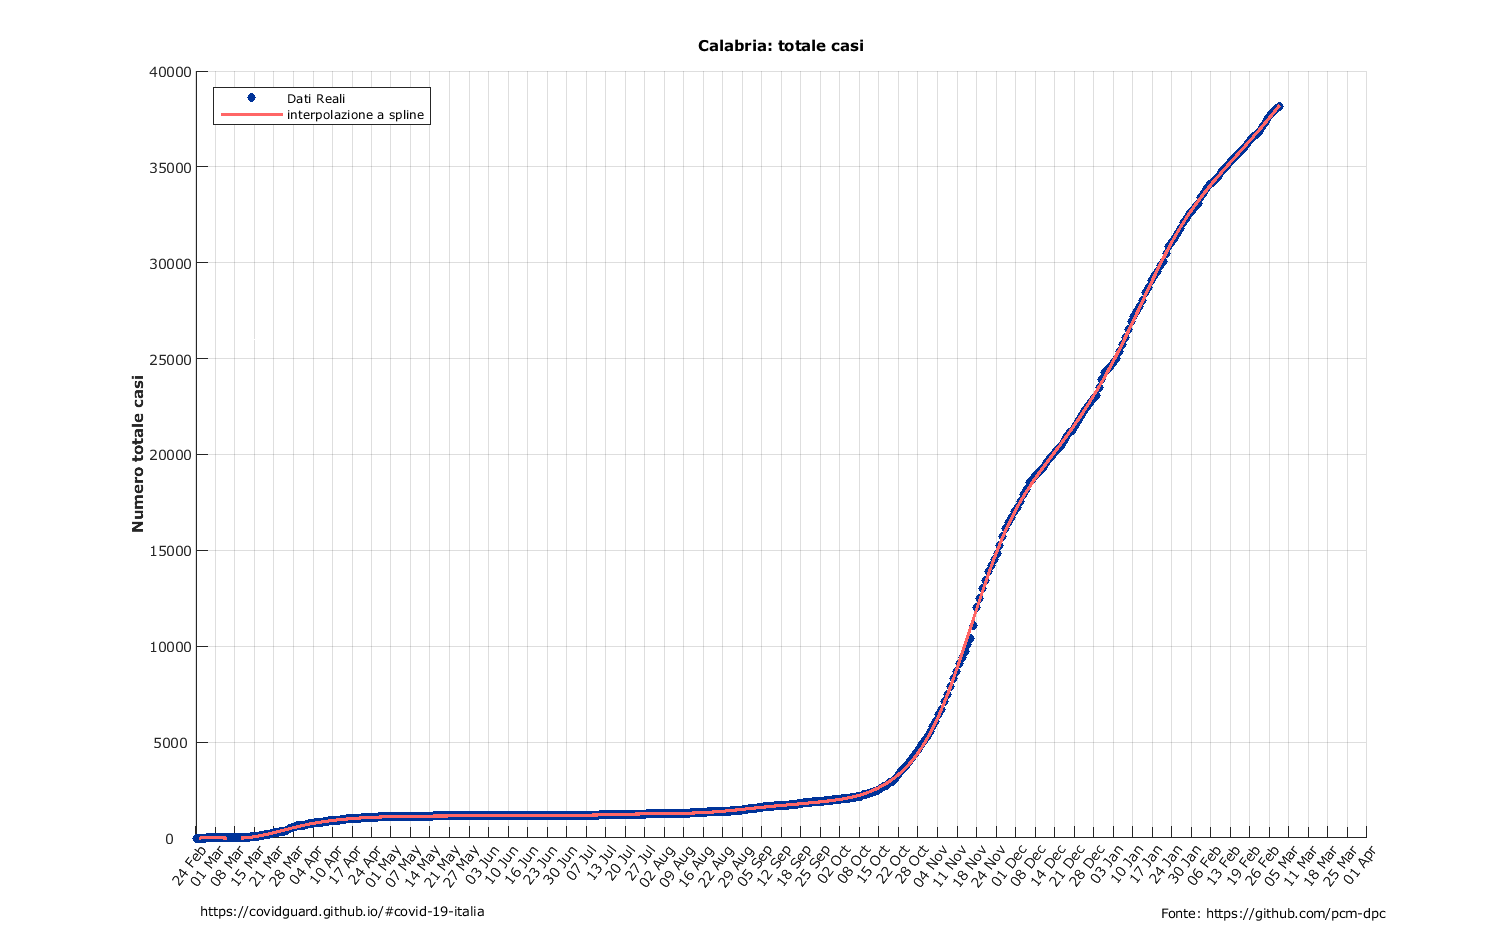 Calabria: totale casi
40000
35000
30000
25000
20000
15000
10000
5000
0
Numero totale casi
Dati Reali
interpolazione a spline
24 Feb
01 Mar
08 Mar
15 Mar
21 Mar
28 Mar
04 Apr
10 Apr
17 Apr
24 Apr
01 May
07 May
14 May
21 May
27 May
03 Jun
10 Jun
16 Jun
23 Jun
30 Jun
07 Jul
13 Jul
20 Jul
27 Jul
02 Aug
09 Aug
16 Aug
22 Aug
29 Aug
05 Sep
12 Sep
18 Sep
25 Sep
02 Oct
08 Oct
15 Oct
22 Oct
28 Oct
04 Nov
11 Nov
18 Nov
24 Nov
01 Dec
08 Dec
14 Dec
21 Dec
28 Dec
03 Jan
10 Jan
17 Jan
24 Jan
30 Jan
06 Feb
13 Feb
19 Feb
26 Feb
05 Mar
11 Mar
18 Mar
25 Mar
01 Apr
https://covidguard.github.io/#covid-19-italia
Fonte: https://github.com/pcm-dpc